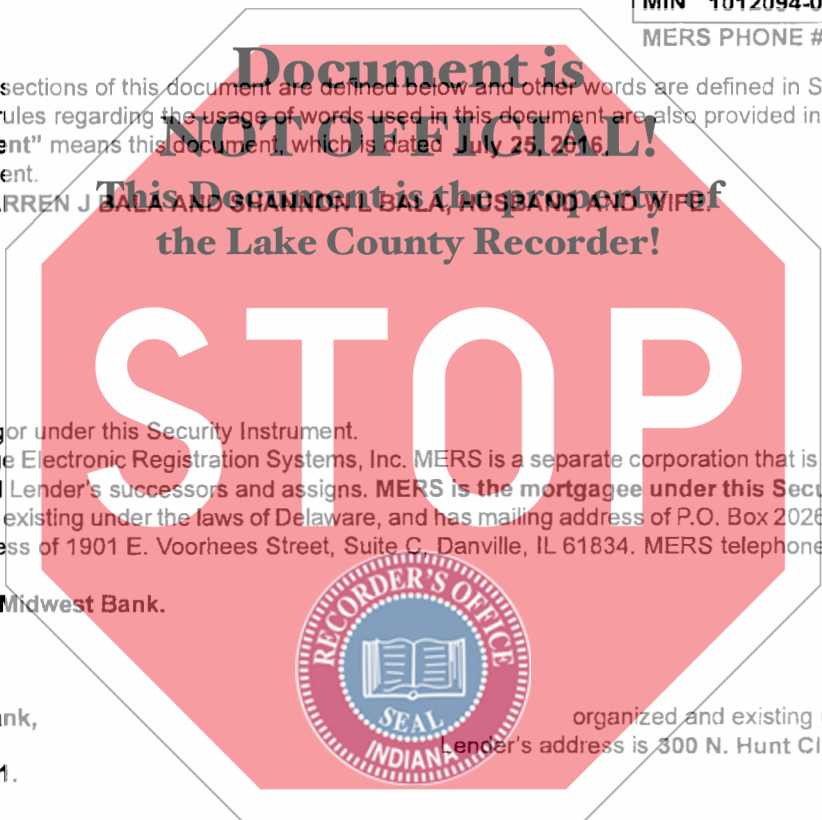 MIN 1012094-0
MERS PHONE #
Document is
sections of this document are defined below and other words are defined in S
ules regarding the usage of words used in this document are also provided in
NOT OFFICIAL!
ent” means this document, which is dated July 25, 2016,
ent.
This Document is the property of
RREN J BALA AND SHANNON L BALA, HUSBAND AND WIFE.
the Lake County Recorder!
STOP
gor under this Security Instrument.
e Electronic Registration Systems, Inc. MERS is a separate corporation that is
Lender's successors and assigns. MERS is the mortgagee under this Secu
existing under the laws of Delaware, and has mailing address of P.O. Box 2026
ess of 1901 E. Voorhees Street, Suite C, Danville, IL 61834. MERS telephone
RECORDER'S OFFICE
Midwest Bank.
SEAL
INDIANA
nk,
organized and existing
Lender's address is 300 N. Hunt Cl
1.